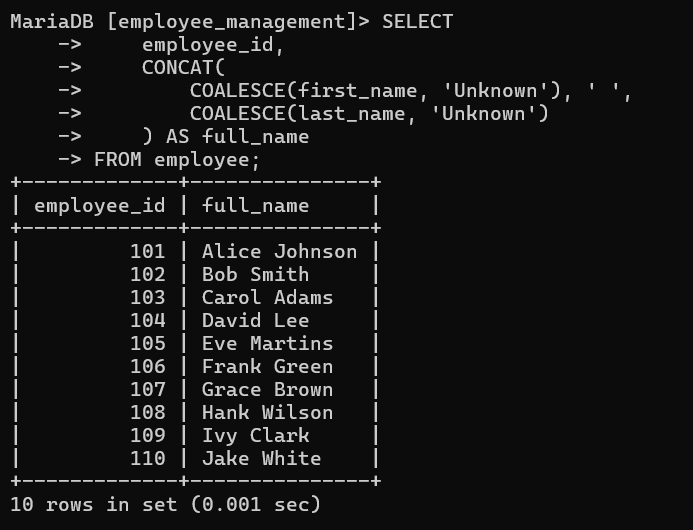 MariaDB [employee_management]> SELECT
    ->     employee_id,
    ->     CONCAT(
    ->         COALESCE(first_name, 'Unknown'), ' ',
    ->         COALESCE(last_name, 'Unknown')
    ->     ) AS full_name
    -> FROM employee;
+-------------+---------------+
| employee_id | full_name     |
+-------------+---------------+
|         101 | Alice Johnson |
|         102 | Bob Smith     |
|         103 | Carol Adams   |
|         104 | David Lee     |
|         105 | Eve Martins   |
|         106 | Frank Green   |
|         107 | Grace Brown   |
|         108 | Hank Wilson   |
|         109 | Ivy Clark     |
|         110 | Jake White    |
+-------------+---------------+
10 rows in set (0.001 sec)